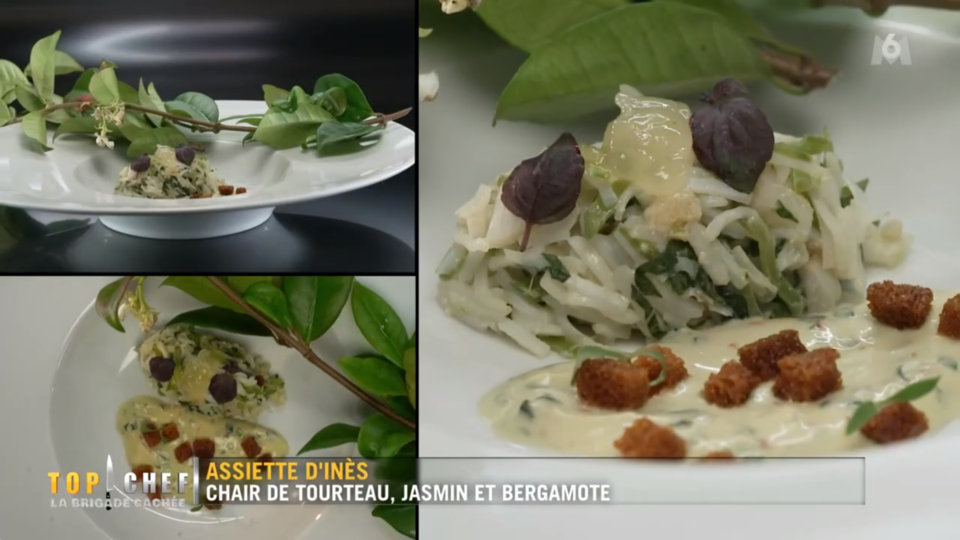 M6
TOP CHEF
LA BRIGADE CACHÉE
ASSIETTE D'INÈS
CHAIR DE TOURTEAU, JASMIN ET BERGAMOTE